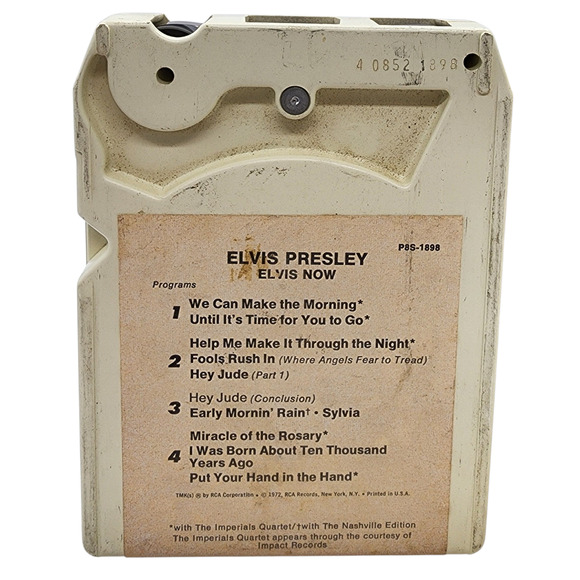 4 0852 1898
P8S-1898
ELVIS PRESLEY
ELVIS NOW
Programs
1 We Can Make the Morning*
Until It's Time for You to Go*
Help Me Make It Through the Night*
2 Fools Rush In (Where Angels Fear to Tread)
Hey Jude (Part 1)
3 Hey Jude (Conclusion)
Early Mornin' Rain† • Sylvia
Miracle of the Rosary*
4 I Was Born About Ten Thousand
Years Ago
Put Your Hand in the Hand*
TMK(s) ® by RCA Corporation • © 1972, RCA Records, New York, N.Y. • Printed in U.S.A.
*with The Imperials Quartet/†with The Nashville Edition
The Imperials Quartet appears through the courtesy of
Impact Records